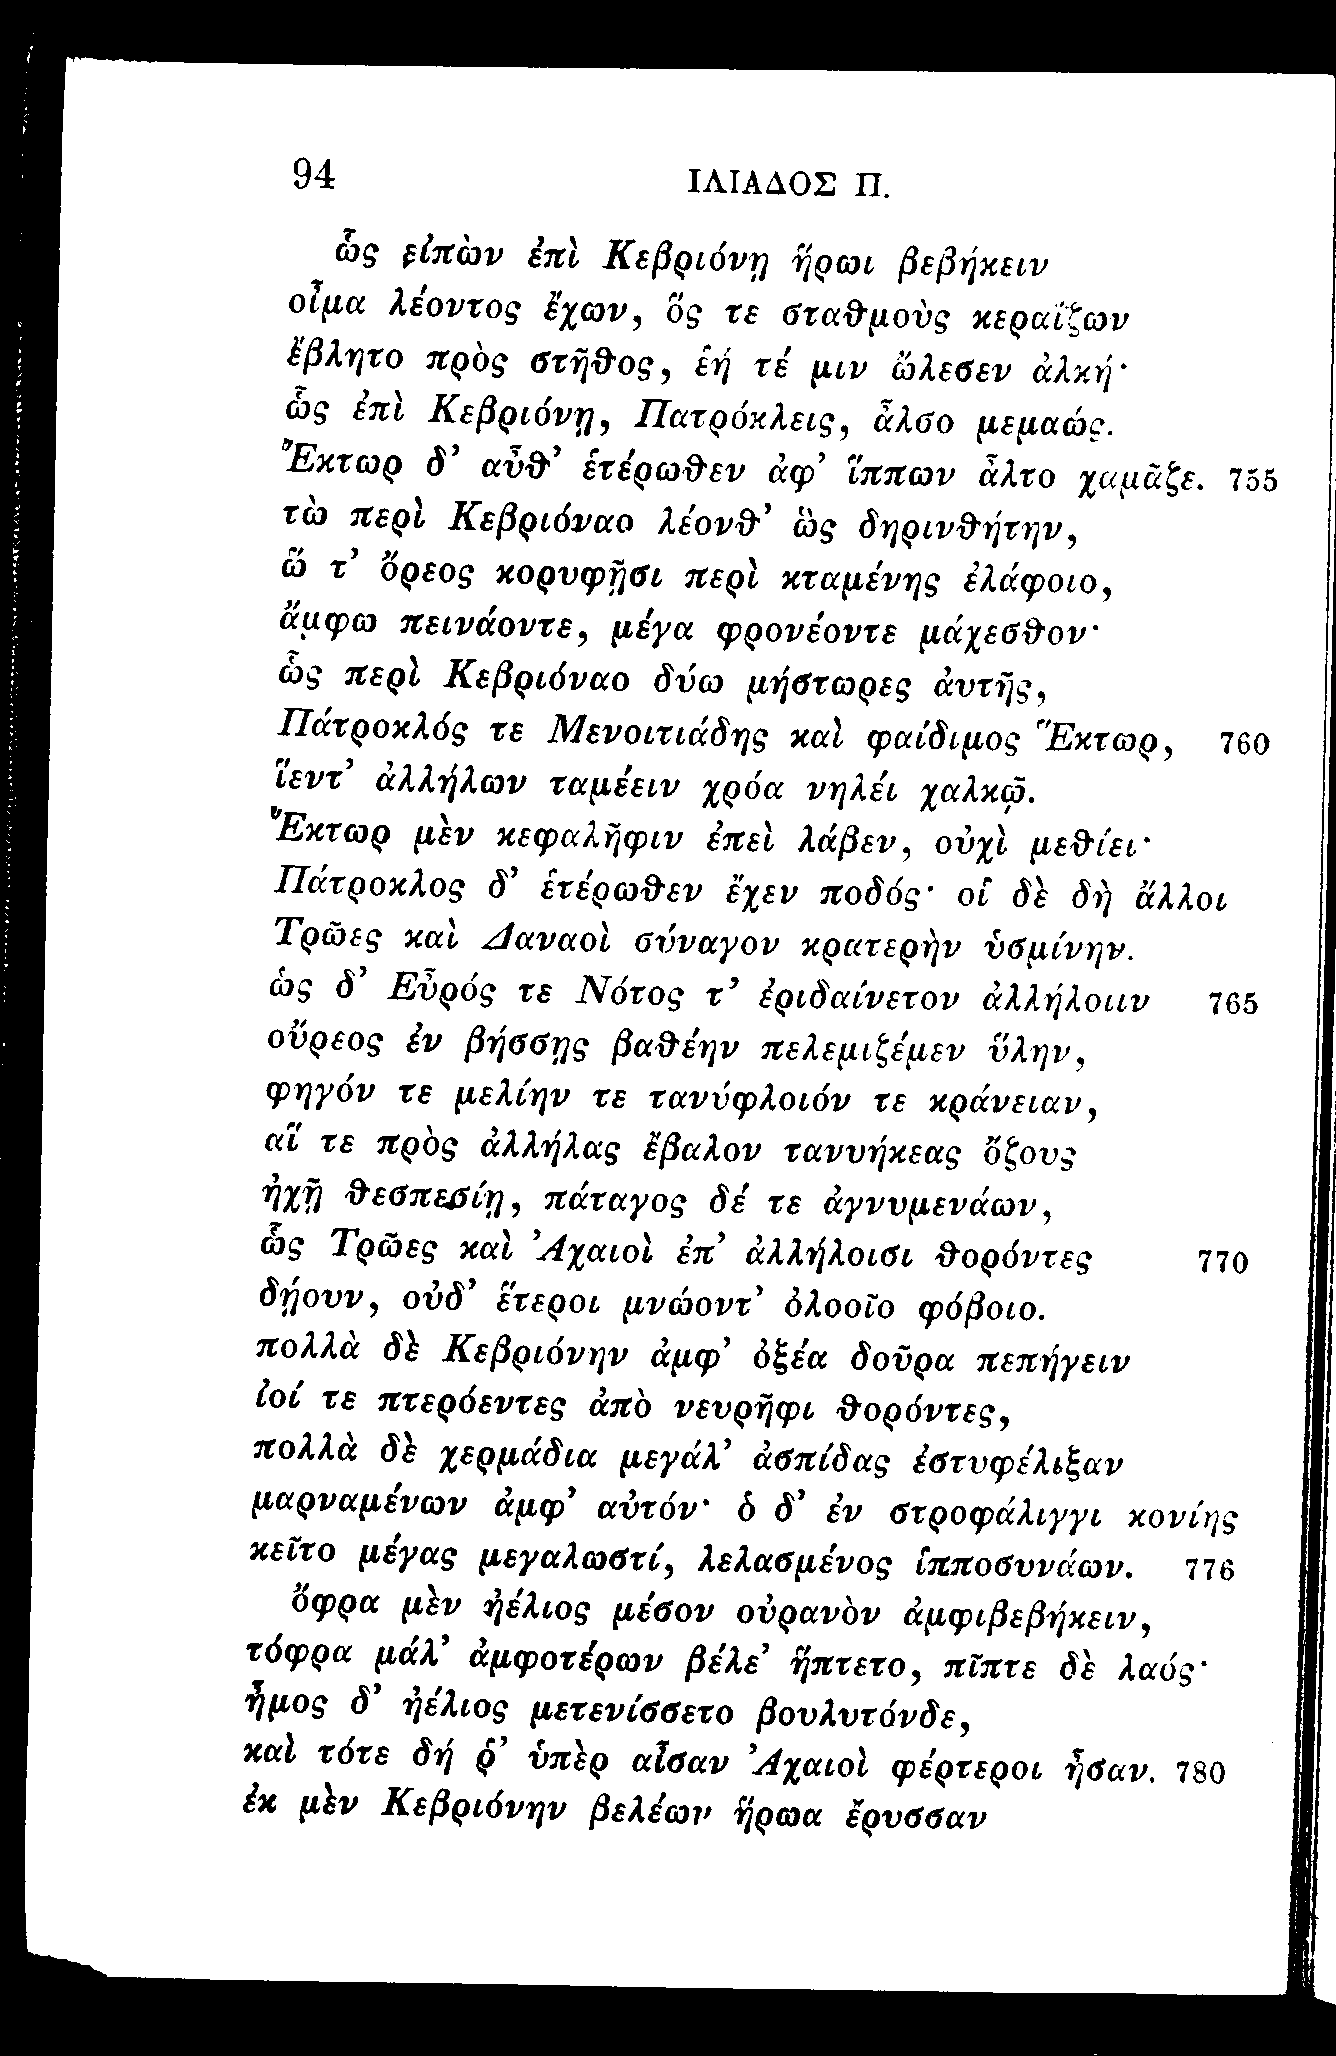 94 ΙΛΙΑΔΟΣ Π.
ὣς εἰπὼν ἐπὶ Κεβριόνῃ ἥρωι βεβήκειν
οἶμα λέοντος ἔχων, ὅς τε σταθμοὺς κεραΐζων
ἔβλητο πρὸς στῆθος, ἑή τέ μιν ὤλεσεν ἀλκή·
ὣς ἐπὶ Κεβριόνῃ, Πατρόκλεις, ἆλσο μεμαώς.
Ἕκτωρ δ’ αὖθ’ ἑτέρωθεν ἀφ’ ἵππων ἆλτο χαμᾶζε. 755
τὼ περὶ Κεβριόναο λέονθ’ ὣς δηρινθήτην,
ὥ τ’ ὄρεος κορυφῇσι περὶ κταμένης ἐλάφοιο,
ἄμφω πεινάοντε, μέγα φρονέοντε μάχεσθον·
ὣς περὶ Κεβριόναο δύω μήστωρες ἀυτῆς,
Πάτροκλός τε Μενοιτιάδης καὶ φαίδιμος Ἕκτωρ, 760
ἵεντ’ ἀλλήλων ταμέειν χρόα νηλέι χαλκῷ.
Ἕκτωρ μὲν κεφαλῆφιν ἐπεὶ λάβεν, οὐχὶ μεθίει·
Πάτροκλος δ’ ἑτέρωθεν ἔχεν ποδός· οἱ δὲ δὴ ἄλλοι
Τρῶες καὶ Δαναοὶ σύναγον κρατερὴν ὑσμίνην.
ὡς δ’ Εὖρός τε Νότος τ’ ἐριδαίνετον ἀλλήλοιιν 765
οὔρεος ἐν βήσσῃς βαθέην πελεμιζέμεν ὕλην,
φηγόν τε μελίην τε τανύφλοιόν τε κράνειαν,
αἵ τε πρὸς ἀλλήλας ἔβαλον τανυήκεας ὄζους
ἠχῇ θεσπεσίῃ, πάταγος δέ τε ἀγνυμενάων,
ὣς Τρῶες καὶ Ἀχαιοὶ ἐπ’ ἀλλήλοισι θορόντες 770
δῄουν, οὐδ’ ἕτεροι μνώοντ’ ὀλοοῖο φόβοιο.
πολλὰ δὲ Κεβριόνην ἀμφ’ ὀξέα δοῦρα πεπήγειν
ἰοί τε πτερόεντες ἀπὸ νευρῆφι θορόντες,
πολλὰ δὲ χερμάδια μεγάλ’ ἀσπίδας ἐστυφέλιξαν
μαρναμένων ἀμφ’ αὐτόν· ὁ δ’ ἐν στροφάλιγγι κονίης
κεῖτο μέγας μεγαλωστί, λελασμένος ἱπποσυνάων. 776
ὄφρα μὲν ἠέλιος μέσον οὐρανὸν ἀμφιβεβήκειν,
τόφρα μάλ’ ἀμφοτέρων βέλε’ ἥπτετο, πῖπτε δὲ λαός·
ἦμος δ’ ἠέλιος μετενίσσετο βουλυτόνδε,
καὶ τότε δή ῥ’ ὑπὲρ αἶσαν Ἀχαιοὶ φέρτεροι ἦσαν. 780
ἐκ μὲν Κεβριόνην βελέων ἥρωα ἔρυσσαν